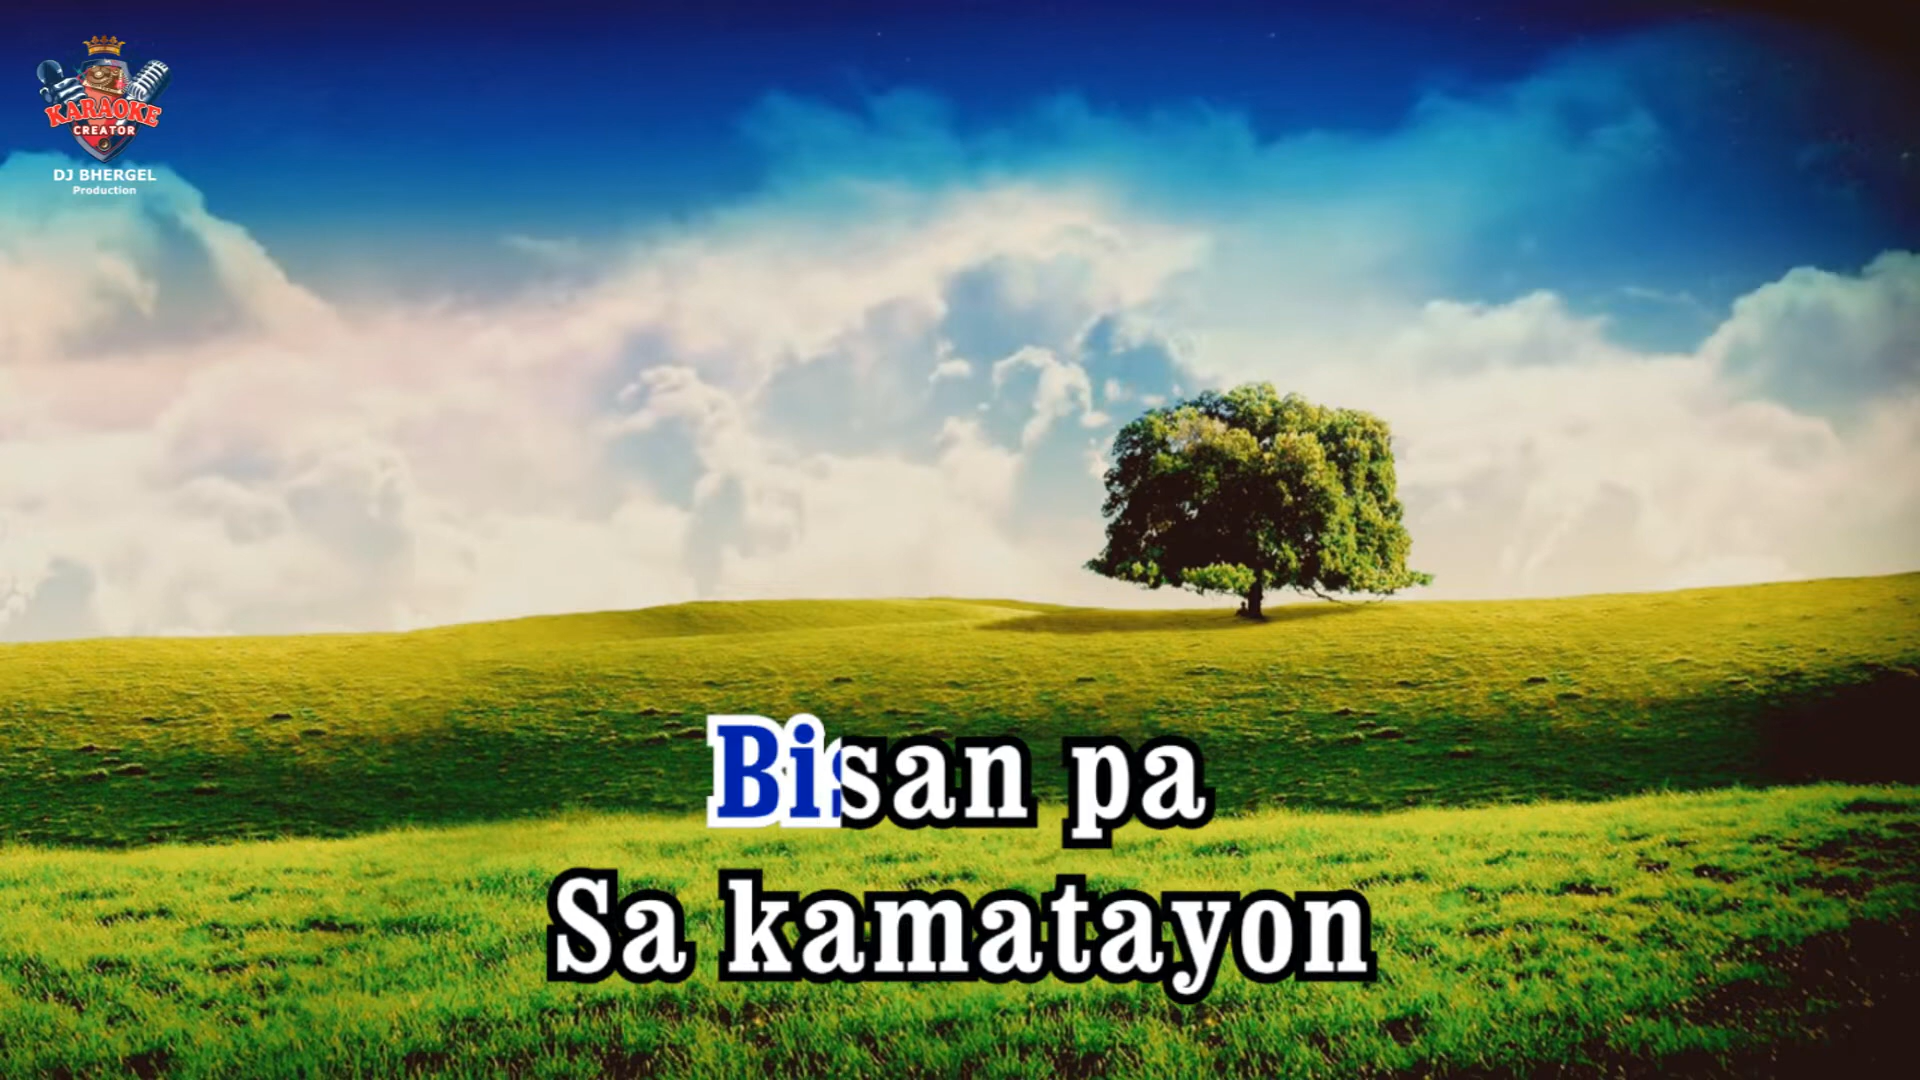 KARAOKE
CREATOR
DJ BHERGEL
Production
Bisan pa
Sa kamatayon